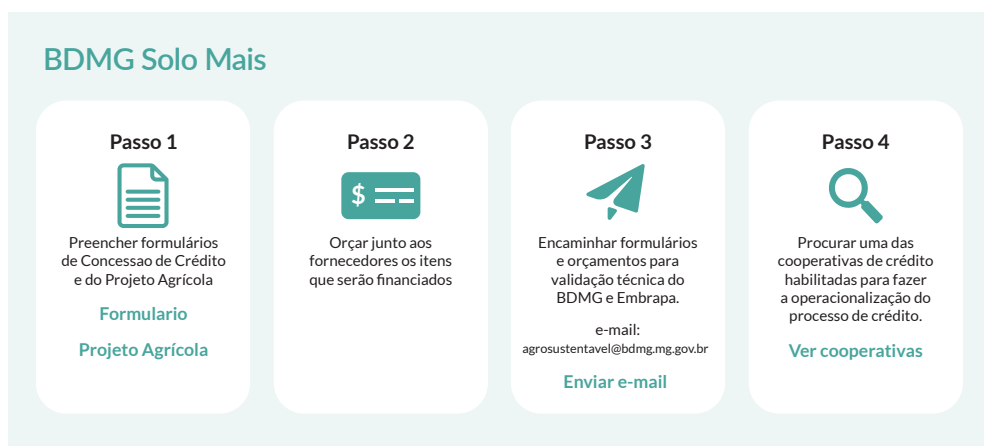 BDMG Solo Mais
Passo 1
Preencher formulários
de Concessao de Crédito
e do Projeto Agrícola
Formulario
Projeto Agrícola
Passo 2
$
Orçar junto aos
fornecedores os itens
que serão financiados
Passo 3
Encaminhar formulários
e orçamentos para
validação técnica do
BDMG e Embrapa.
e-mail:
agrosustentavel@bdmg.mg.gov.br
Enviar e-mail
Passo 4
Procurar uma das
cooperativas de crédito
habilitadas para fazer
a operacionalização do
processo de crédito.
Ver cooperativas